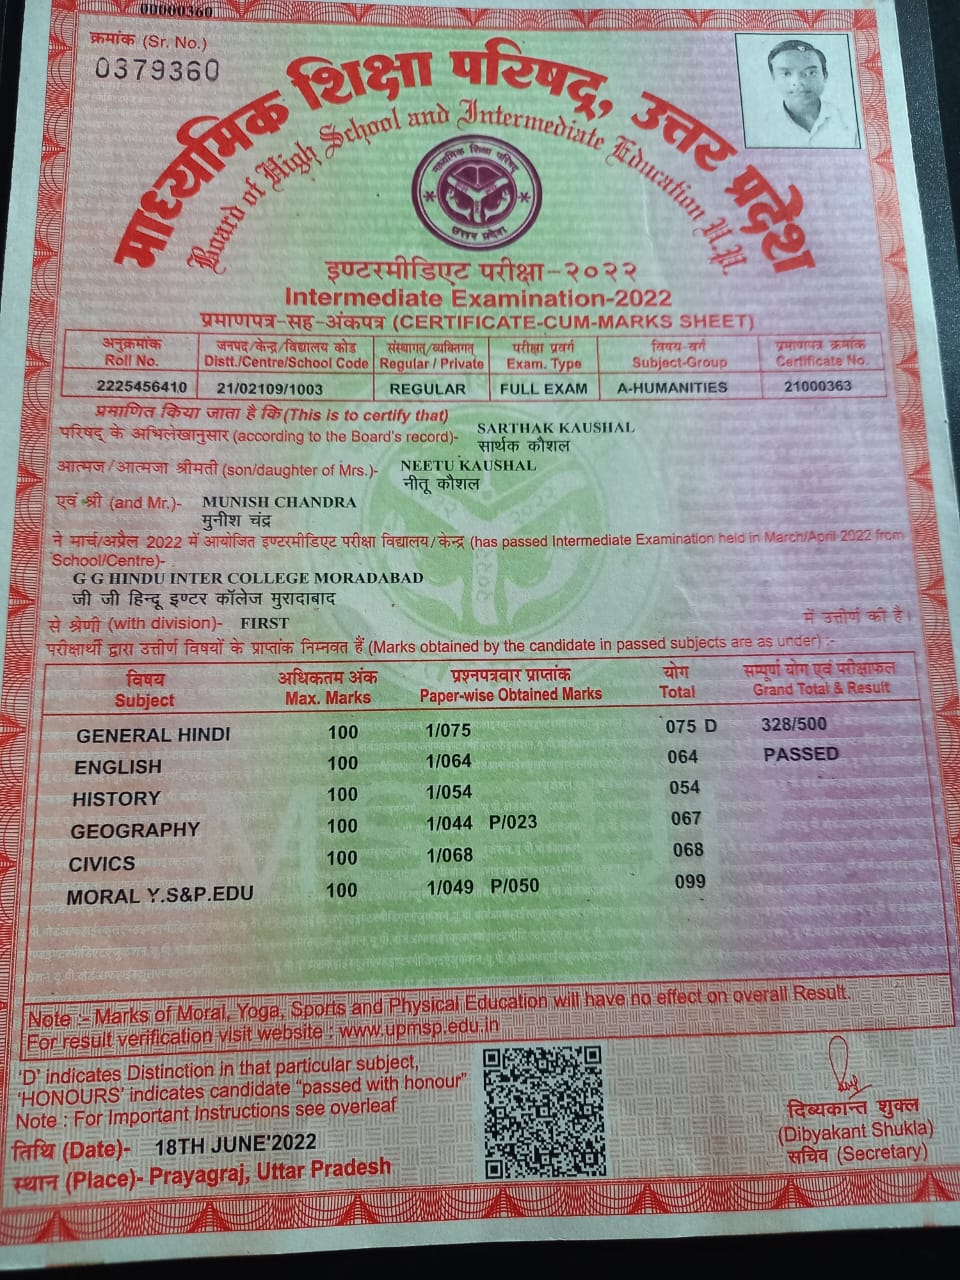 00000360
क्रमांक (Sr. No.)
0379360
माध्यमिक शिक्षा परिषद्, उत्तर प्रदेश
Board of High School and Intermediate Education U.P.
माध्यमिक शिक्षा परिषद्
उत्तर प्रदेश
इण्टरमीडिएट परीक्षा-२०२२
Intermediate Examination-2022
प्रमाणपत्र-सह-अंकपत्र (CERTIFICATE-CUM-MARKS SHEET)
अनुक्रमांक जनपद/केन्द्र/विद्यालय कोड संस्थागत/व्यक्तिगत परीक्षा प्रवर्ग विषय-वर्ग प्रमाणपत्र क्रमांक
Roll No. Distt./Centre/School Code Regular / Private Exam. Type Subject-Group Certificate No.
2225456410 21/02109/1003 REGULAR FULL EXAM A-HUMANITIES 21000363
प्रमाणित किया जाता है कि (This is to certify that)
SARTHAK KAUSHAL
परिषद् के अभिलेखानुसार (according to the Board's record)-
सार्थक कौशल
आत्मज/आत्मजा श्रीमती (son/daughter of Mrs.)- NEETU KAUSHAL
नीतू कौशल
एवं श्री (and Mr.)- MUNISH CHANDRA
मुनीश चंद्र
ने मार्च/अप्रैल 2022 में आयोजित इण्टरमीडिएट परीक्षा विद्यालय/केन्द्र (has passed Intermediate Examination held in March/April 2022 from
School/Centre)-
G G HINDU INTER COLLEGE MORADABAD
जी जी हिन्दू इण्टर कॉलेज मुरादाबाद
से श्रेणी (with division)- FIRST में उत्तीर्ण की है।
परीक्षार्थी द्वारा उत्तीर्ण विषयों के प्राप्तांक निम्नवत हैं (Marks obtained by the candidate in passed subjects are as under) :-
विषय अधिकतम अंक प्रश्नपत्रवार प्राप्तांक योग सम्पूर्ण योग एवं परीक्षाफल
Subject Max. Marks Paper-wise Obtained Marks Total Grand Total & Result
GENERAL HINDI 100 1/075 075 D 328/500
ENGLISH 100 1/064 064 PASSED
HISTORY 100 1/054 054
GEOGRAPHY 100 1/044 P/023 067
CIVICS 100 1/068 068
MORAL Y.S&P.EDU 100 1/049 P/050 099
Note :- Marks of Moral, Yoga, Sports and Physical Education will have no effect on overall Result.
For result verification visit website : www.upmsp.edu.in
'D' indicates Distinction in that particular subject,
'HONOURS' indicates candidate "passed with honour"
Note : For Important Instructions see overleaf
तिथि (Date)- 18TH JUNE'2022
स्थान (Place)- Prayagraj, Uttar Pradesh
दिब्यकान्त शुक्ल
(Dibyakant Shukla)
सचिव (Secretary)